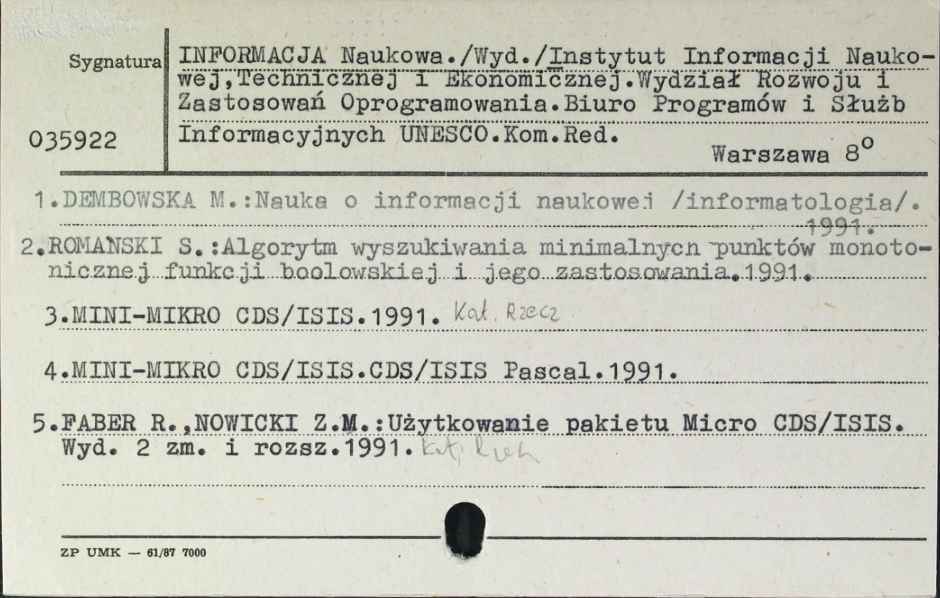 Sygnatura
035922
INFORMACJA Naukowa./Wyd./Instytut Informacji Nauko-
wej,Technicznej i Ekonomicznej.Wydział Rozwoju i
Zastosowań Oprogramowania.Biuro Programów i Służb
Informacyjnych UNESCO.Kom.Red.
Warszawa 8º
1.DEMBOWSKA M.:Nauka o informacji naukowej /informatologia/.
1991.
2.ROMAŃSKI S.:Algorytm wyszukiwania minimalnych punktów monoto-
nicznej funkcji boolowskiej i jego zastosowania.1991.
3.MINI-MIKRO CDS/ISIS.1991. Kat. Rzecz
4.MINI-MIKRO CDS/ISIS.CDS/ISIS Pascal.1991.
5.FABER R.,NOWICKI Z.M.:Użytkowanie pakietu Micro CDS/ISIS.
Wyd. 2 zm. i rozsz.1991. Kat.
ZP UMK — 61/87 7000